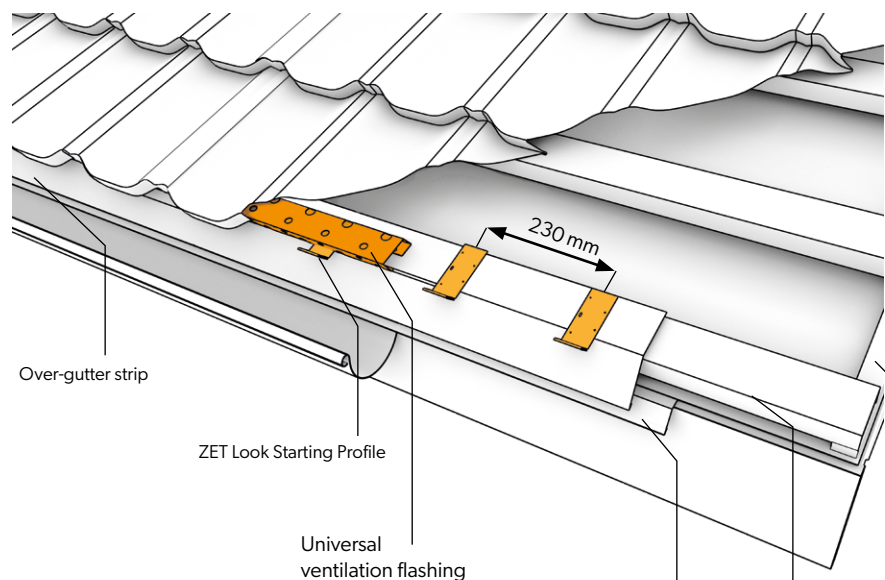 230 mm
Over-gutter strip
ZET Look Starting Profile
Universal
ventilation flashing